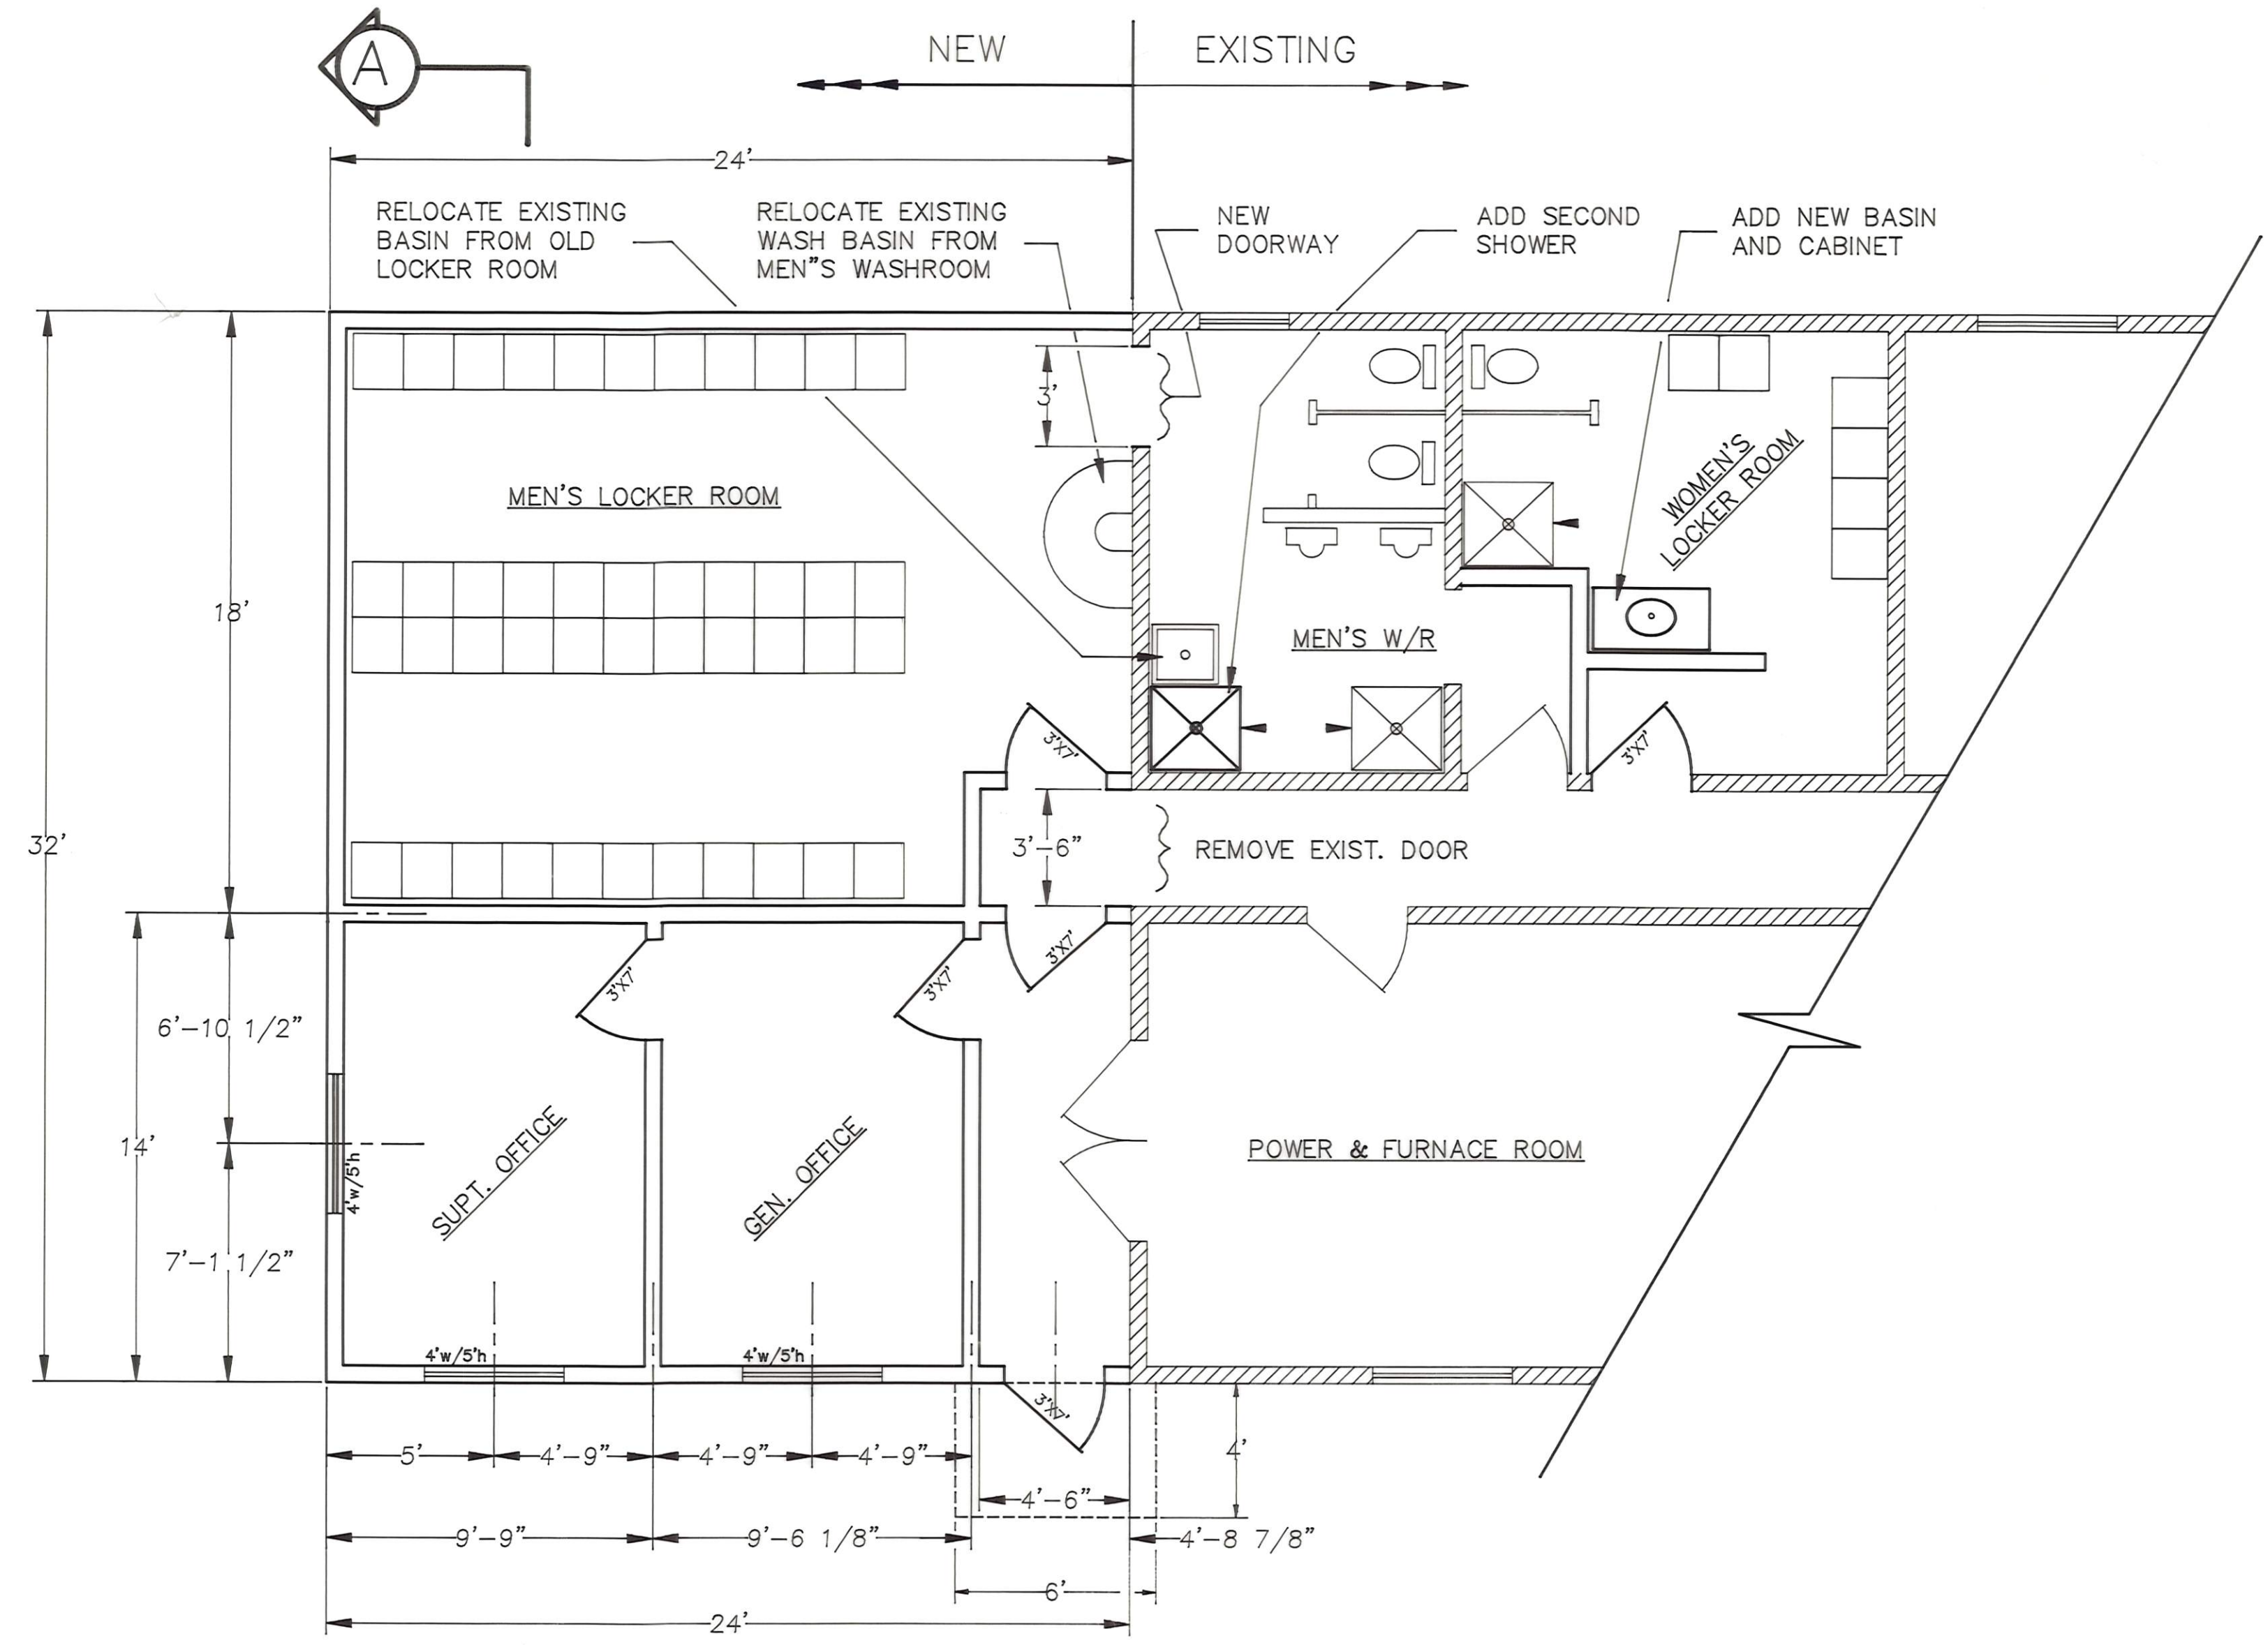 A
NEW
EXISTING
24'
RELOCATE EXISTING
BASIN FROM OLD
LOCKER ROOM
RELOCATE EXISTING
WASH BASIN FROM
MEN"S WASHROOM
NEW
DOORWAY
ADD SECOND
SHOWER
ADD NEW BASIN
AND CABINET
3'
MEN'S LOCKER ROOM
WOMEN'S
LOCKER ROOM
18'
MEN'S W/R
3'X7'
3'X7'
32'
3'-6"
REMOVE EXIST. DOOR
3'X7'
3'X7'
3'X7'
6'-10 1/2"
14'
4'w/5'h
SUPT. OFFICE
GEN. OFFICE
POWER & FURNACE ROOM
7'-1 1/2"
4'w/5'h
4'w/5'h
3'X7'
5'
4'-9"
4'-9"
4'-9"
4'
4'-6"
9'-9"
9'-6 1/8"
4'-8 7/8"
6'
24'